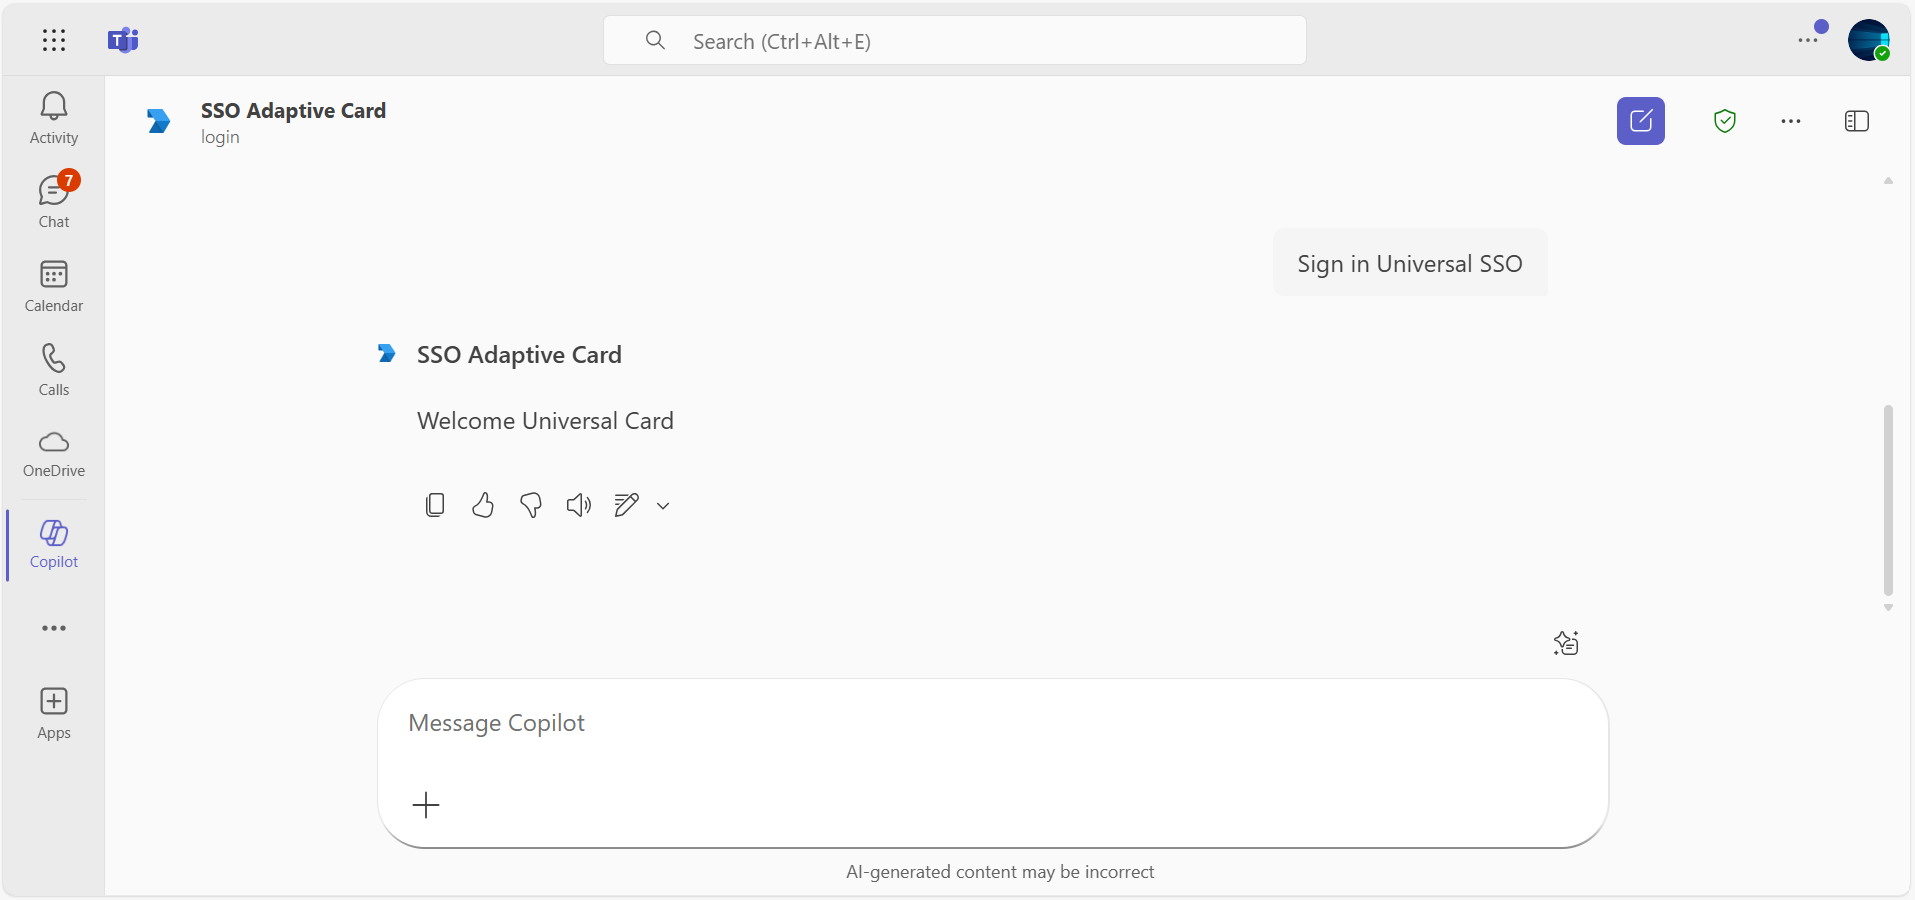 Search (Ctrl+Alt+E)
Activity
7
Chat
Calendar
Calls
OneDrive
Copilot
Apps
SSO Adaptive Card
login
Sign in Universal SSO
SSO Adaptive Card
Welcome Universal Card
Message Copilot
AI-generated content may be incorrect